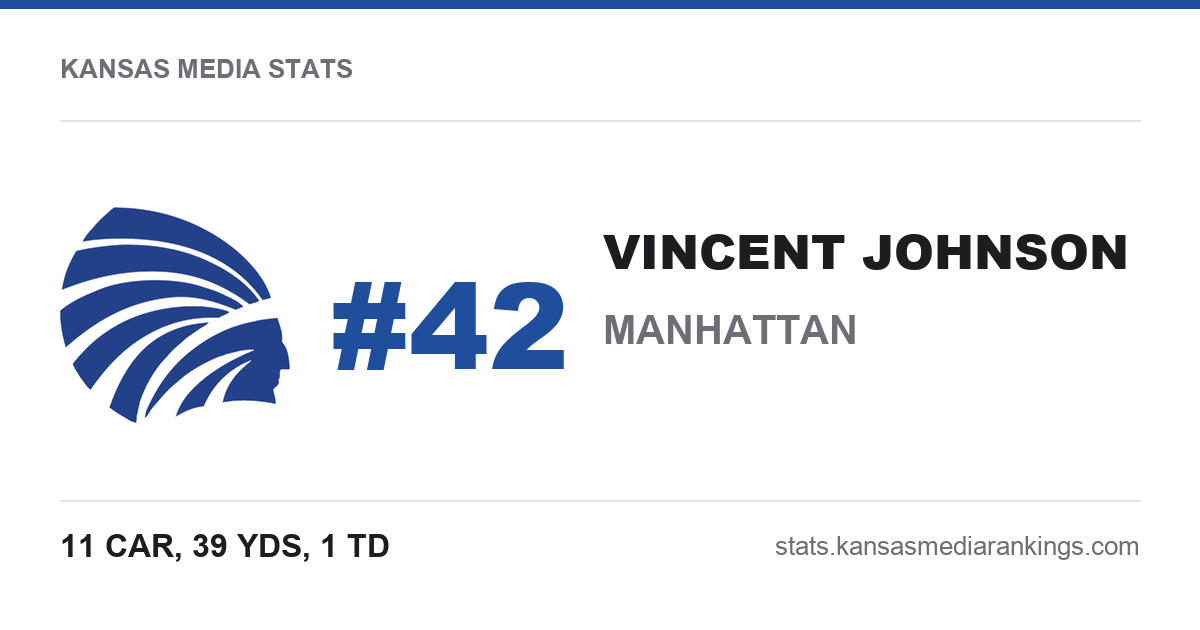 KANSAS MEDIA STATS
#42
VINCENT JOHNSON
MANHATTAN
11 CAR, 39 YDS, 1 TD
stats.kansasmediarankings.com